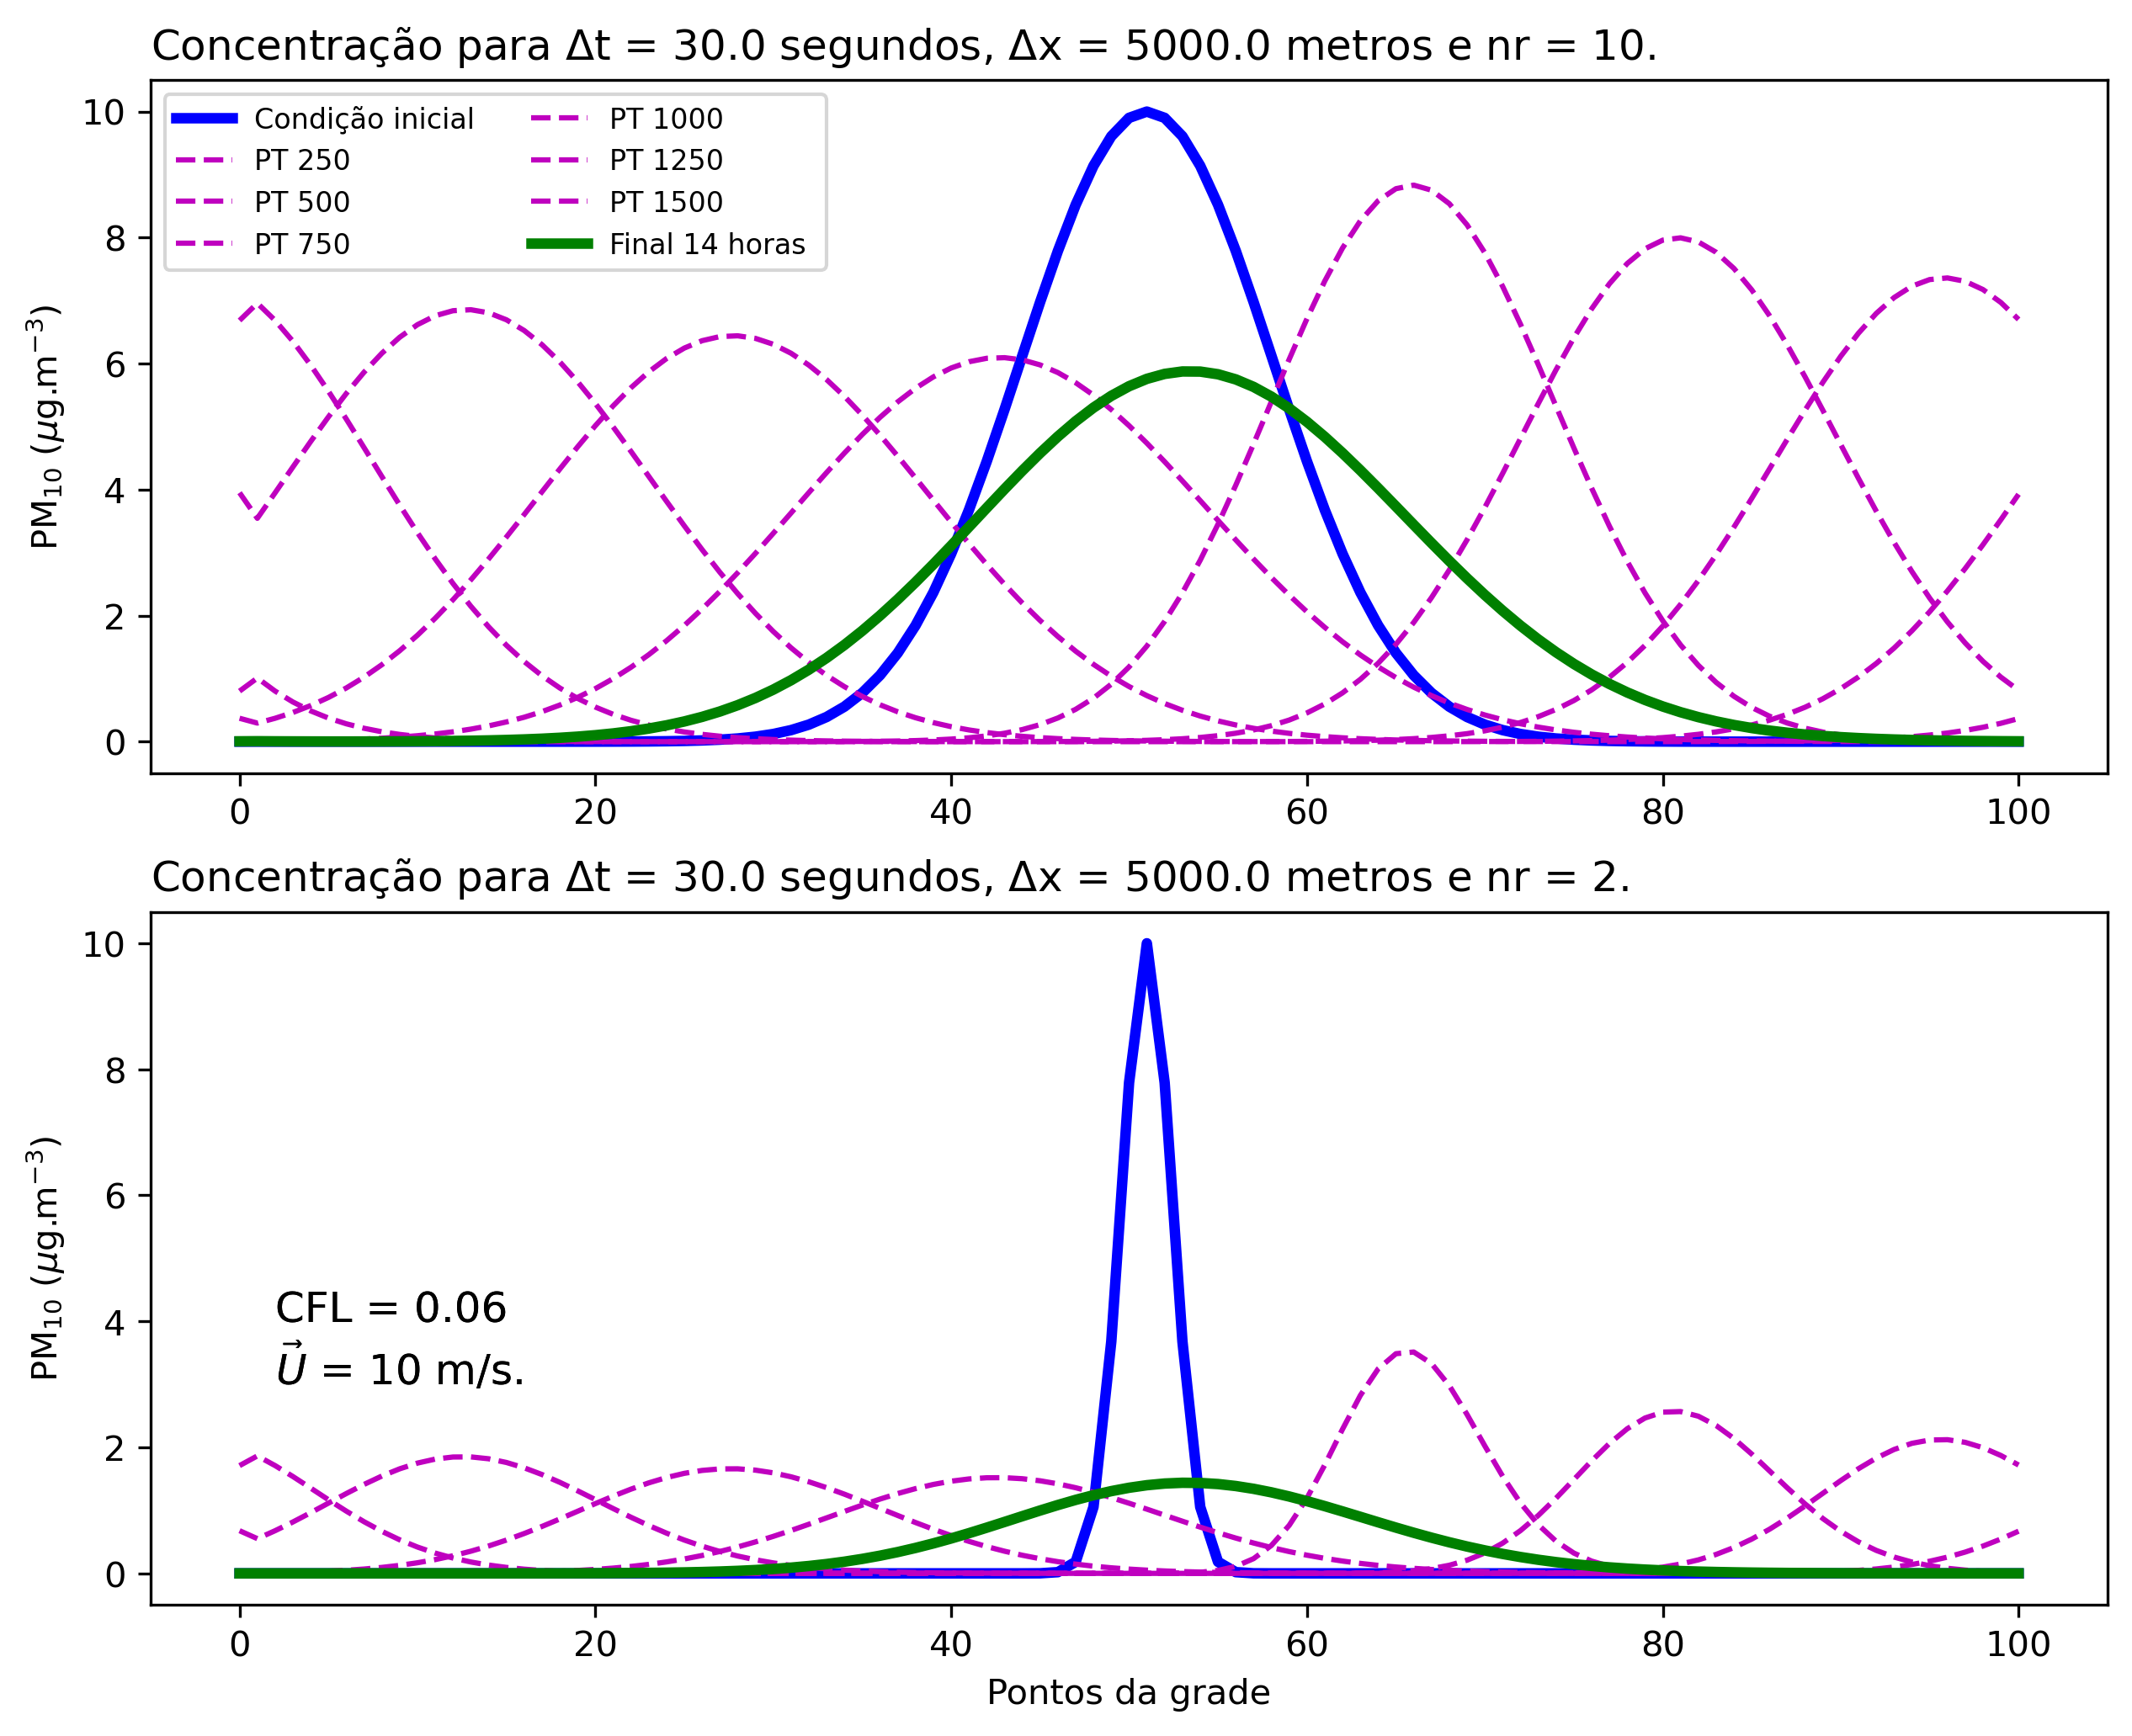 Concentração para Δt = 30.0 segundos, Δx = 5000.0 metros e nr = 10.
PM₁₀ (μg.m⁻³)
10
8
6
4
2
0
Condição inicial
PT 250
PT 500
PT 750
PT 1000
PT 1250
PT 1500
Final 14 horas
0 20 40 60 80 100
Concentração para Δt = 30.0 segundos, Δx = 5000.0 metros e nr = 2.
PM₁₀ (μg.m⁻³)
10
8
6
4
2
0
CFL = 0.06
U⃗ = 10 m/s.
0 20 40 60 80 100
Pontos da grade